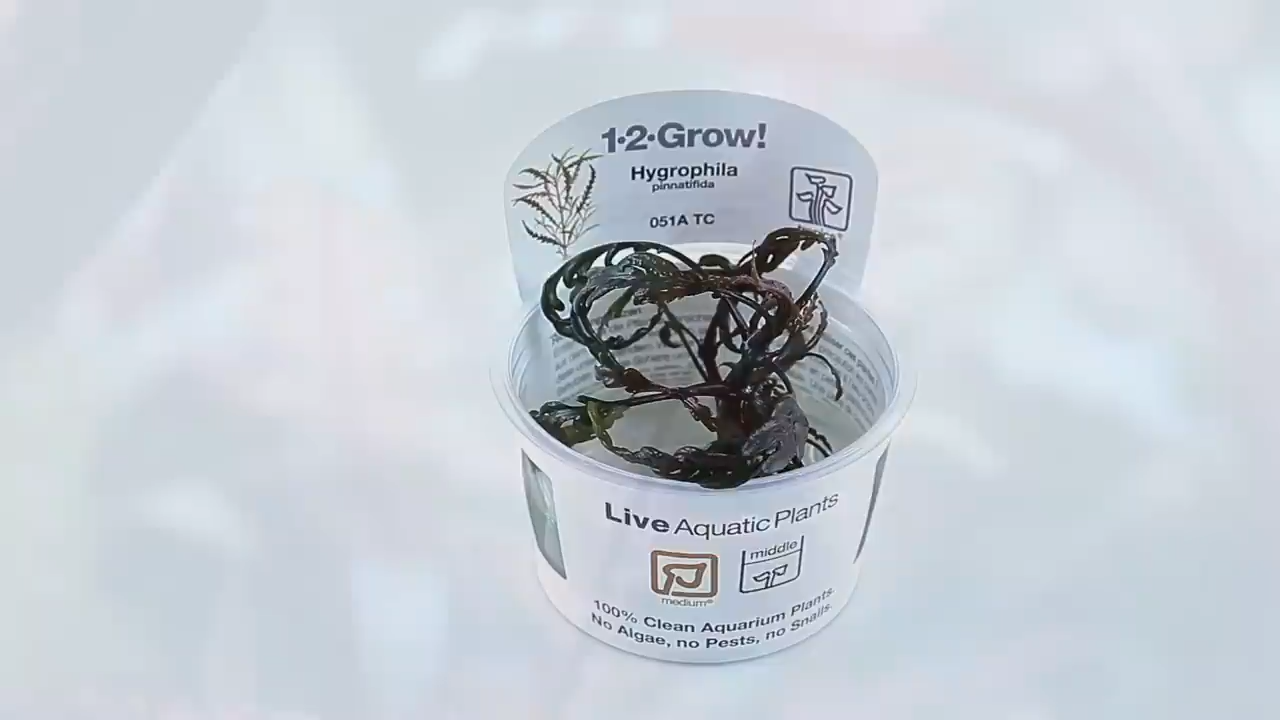 1·2·Grow!
Hygrophila
pinnatifida
051A TC
Live Aquatic Plants
middle
medium®
100% Clean Aquarium Plants.
No Algae, no Pests, no Snails.